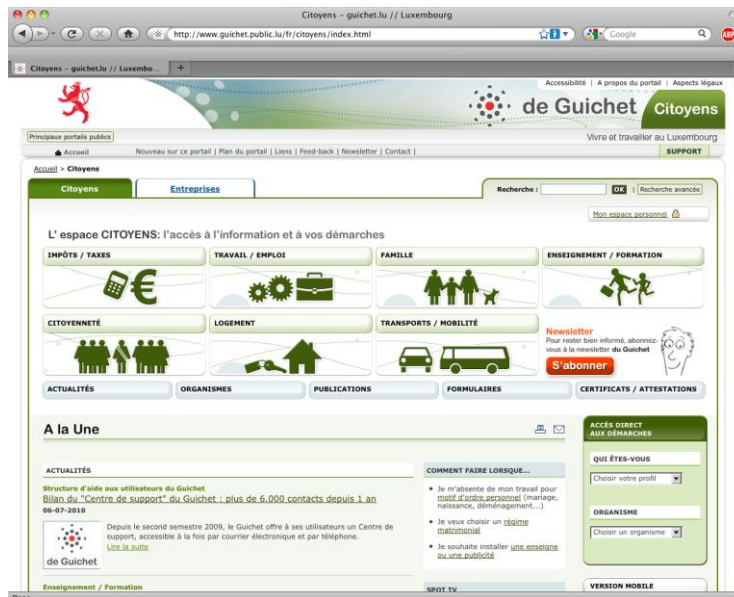 Citoyens – guichet.lu // Luxembourg
http://www.guichet.public.lu/fr/citoyens/index.html
Google
ABP
Citoyens – guichet.lu // Luxembo...
Accessibilité | A propos du portail | Aspects légaux
de Guichet Citoyens
Principaux portails publics
Vivre et travailler au Luxembourg
Accueil Nouveau sur ce portail | Plan du portail | Liens | Feed-back | Newsletter | Contact | SUPPORT
Accueil > Citoyens
Citoyens Entreprises Recherche : OK | Recherche avancée
Mon espace personnel
L' espace CITOYENS: l'accès à l'information et à vos démarches
IMPÔTS / TAXES TRAVAIL / EMPLOI FAMILLE ENSEIGNEMENT / FORMATION
CITOYENNETÉ LOGEMENT TRANSPORTS / MOBILITÉ
Newsletter
Pour rester bien informé, abonnez-
vous à la newsletter du Guichet
S'abonner
ACTUALITÉS ORGANISMES PUBLICATIONS FORMULAIRES CERTIFICATS / ATTESTATIONS
A la Une
ACTUALITÉS
Structure d'aide aux utilisateurs du Guichet
Bilan du "Centre de support" du Guichet : plus de 6.000 contacts depuis 1 an
06-07-2010
Depuis le second semestre 2009, le Guichet offre à ses utilisateurs un Centre de
support, accessible à la fois par courrier électronique et par téléphone.
Lire la suite
de Guichet
Enseignement / Formation
COMMENT FAIRE LORSQUE...
Je m'absente de mon travail pour
motif d'ordre personnel (mariage,
naissance, déménagement...)
Je veux choisir un régime
matrimonial
Je souhaite installer une enseigne
ou une publicité
SPOT TV
ACCÈS DIRECT
AUX DÉMARCHES
QUI ÊTES-VOUS
Choisir votre profil
ORGANISME
Choisir un organisme
VERSION MOBILE